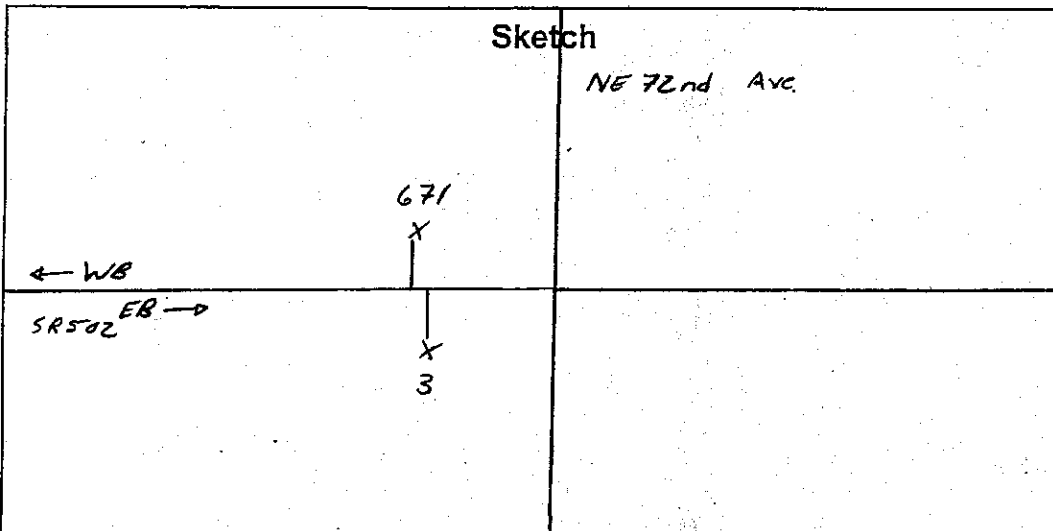 Sketch
NE 72nd Ave.
671
X
← WB
EB →
SR502
X
3